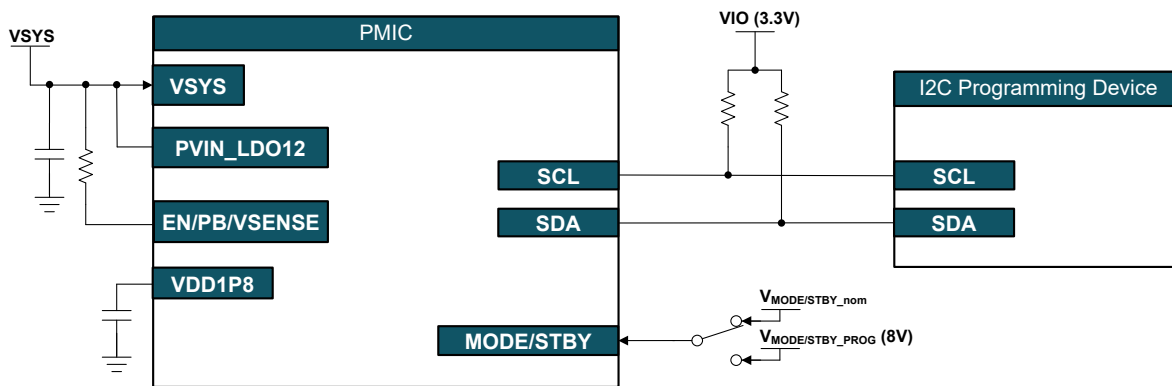 VSYS
PMIC
VIO (3.3V)
I2C Programming Device
VSYS
PVIN_LDO12
EN/PB/VSENSE
VDD1P8
SCL
SDA
SCL
SDA
MODE/STBY
VMODE/STBY_nom
VMODE/STBY_PROG (8V)